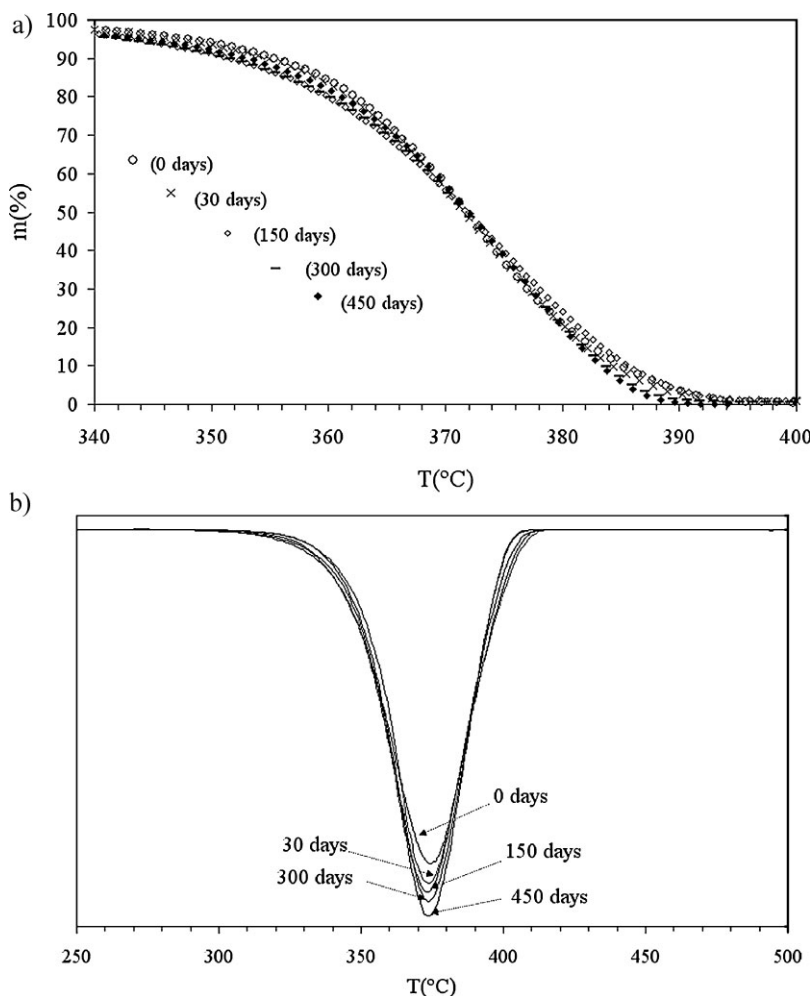 a)
100
90
80
70
60
50
40
30
20
10
0
m(%)
(0 days)
(30 days)
(150 days)
(300 days)
(450 days)
340 350 360 370 380 390 400
T(°C)
b)
0 days
30 days
150 days
300 days
450 days
250 300 350 400 450 500
T(°C)